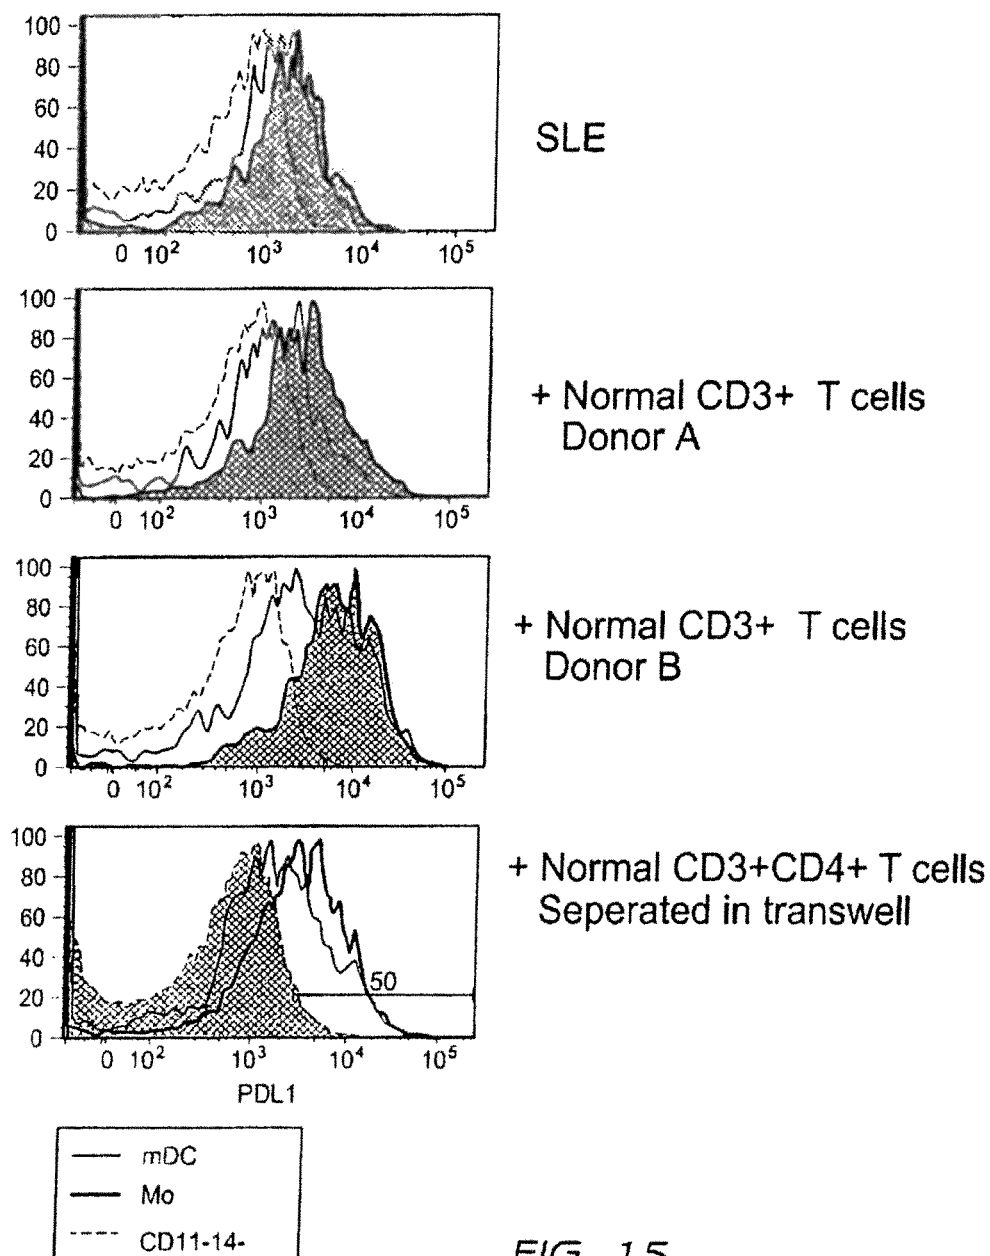 100
80
60
40
20
0
0 10² 10³ 10⁴ 10⁵
SLE
100
80
60
40
20
0
0 10² 10³ 10⁴ 10⁵
+ Normal CD3+ T cells
Donor A
100
80
60
40
20
0
0 10² 10³ 10⁴ 10⁵
+ Normal CD3+ T cells
Donor B
100
80
60
40
20
0
50
0 10² 10³ 10⁴ 10⁵
PDL1
+ Normal CD3+CD4+ T cells
Seperated in transwell
mDC
Mo
CD11-14-
FIG. 15